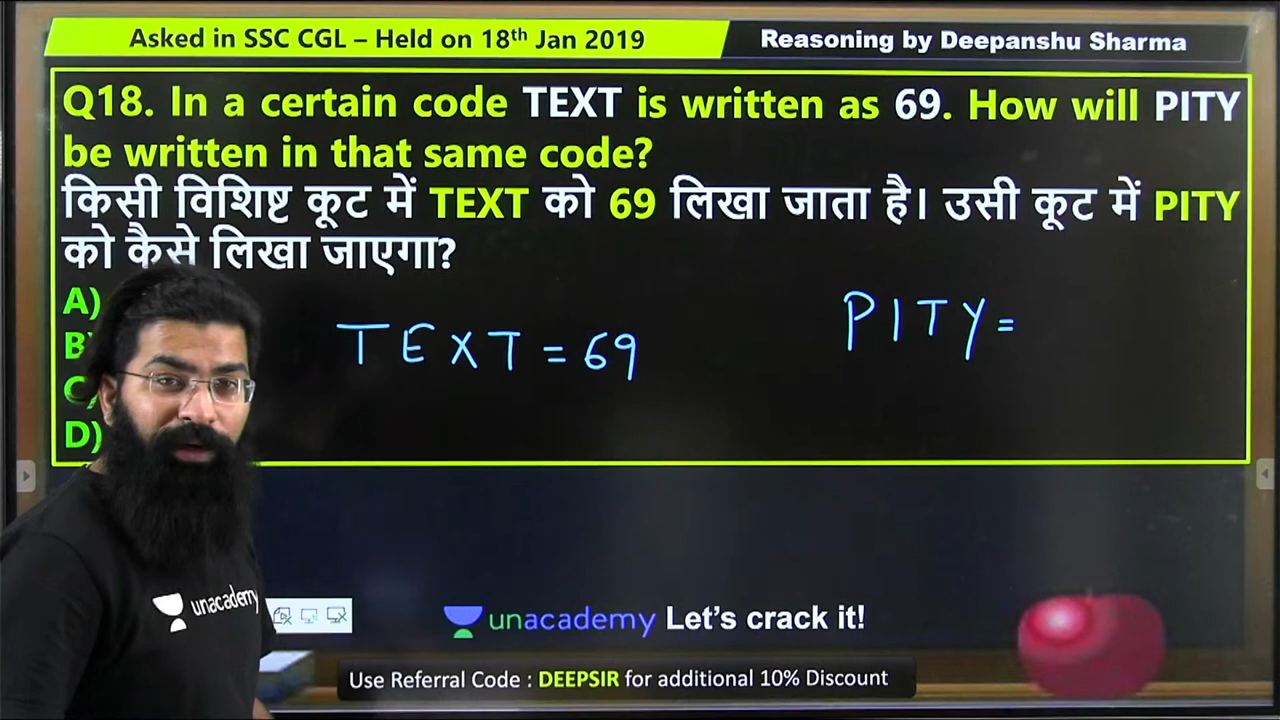 Asked in SSC CGL – Held on 18th Jan 2019
Reasoning by Deepanshu Sharma
Q18. In a certain code TEXT is written as 69. How will PITY
be written in that same code?
किसी विशिष्ट कूट में TEXT को 69 लिखा जाता है। उसी कूट में PITY
को कैसे लिखा जाएगा?
A)
B)
C)
D)
TEXT = 69
PITY =
unacademy
unacademy Let's crack it!
Use Referral Code : DEEPSIR for additional 10% Discount